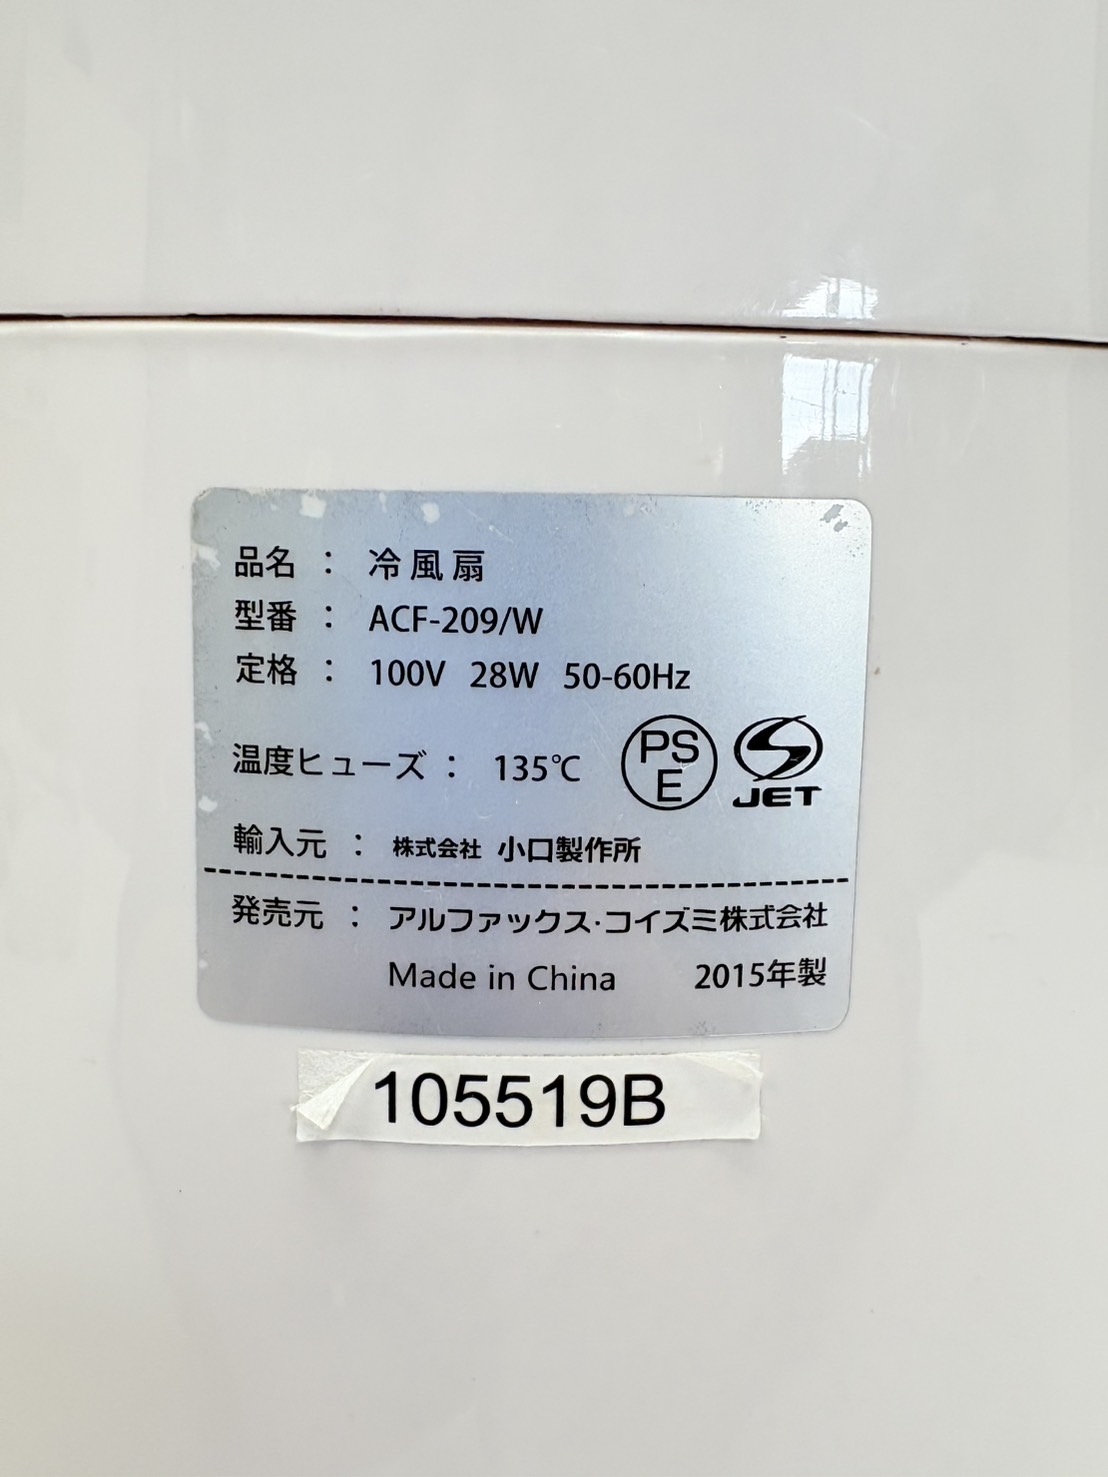 品名 : 冷風扇
型番 : ACF-209/W
定格 : 100V 28W 50-60Hz
温度ヒューズ : 135℃ PSE JET
輸入元 : 株式会社 小口製作所
発売元 : アルファックス・コイズミ株式会社
Made in China 2015年製
105519B